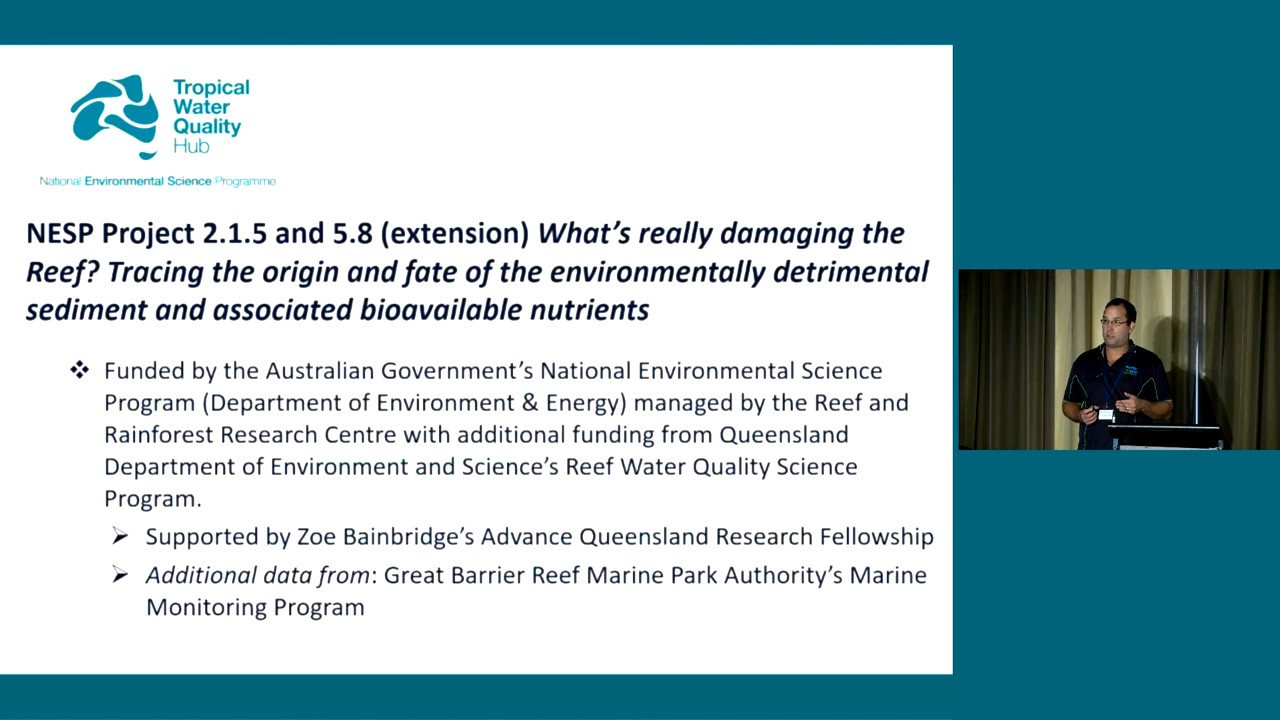 Tropical
Water
Quality
Hub
National Environmental Science Programme
NESP Project 2.1.5 and 5.8 (extension) What's really damaging the
Reef? Tracing the origin and fate of the environmentally detrimental
sediment and associated bioavailable nutrients
❖ Funded by the Australian Government's National Environmental Science
Program (Department of Environment & Energy) managed by the Reef and
Rainforest Research Centre with additional funding from Queensland
Department of Environment and Science's Reef Water Quality Science
Program.
➢ Supported by Zoe Bainbridge's Advance Queensland Research Fellowship
➢ Additional data from: Great Barrier Reef Marine Park Authority's Marine
Monitoring Program